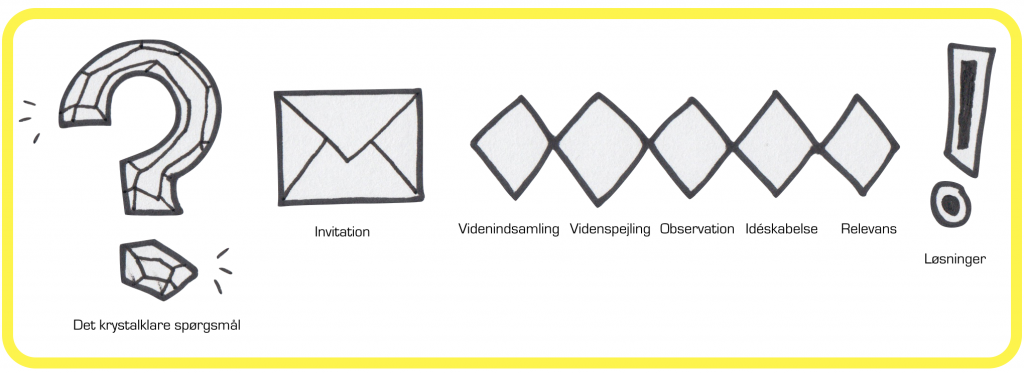 Det krystalklare spørgsmål
Invitation
Videnindsamling
Videnspejling
Observation
Idéskabelse
Relevans
Løsninger